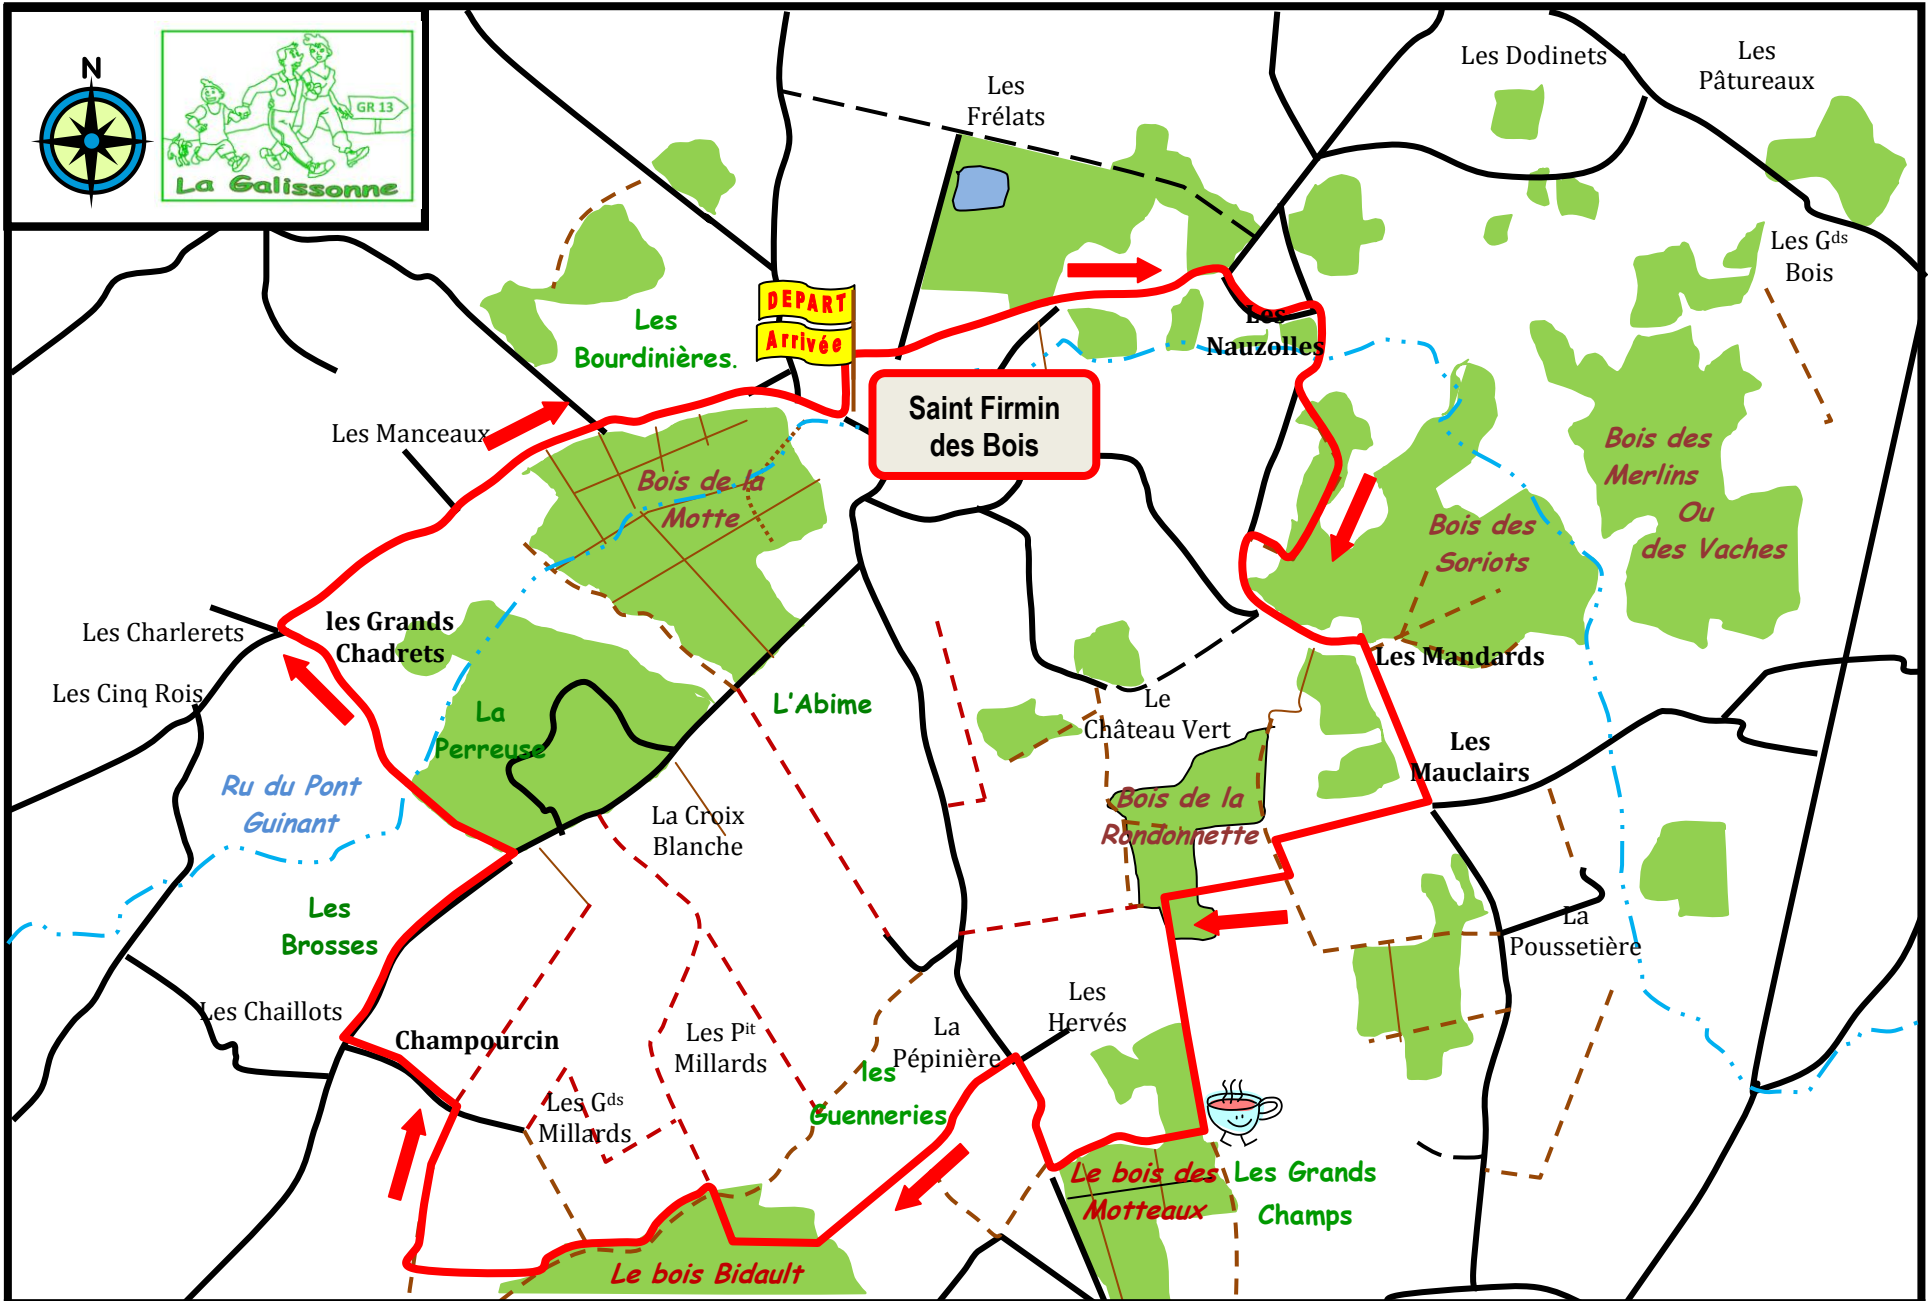 N
GR 13
La Galissonne
Les Dodinets
Les
Pâtureaux
Les
Frélats
Les Gds
Bois
DEPART
Arrivée
Les
Bourdinières.
Les
Nauzolles
Saint Firmin
des Bois
Les Manceaux
Bois de la
Motte
Bois des
Merlins
Ou
des Vaches
Bois des
Soriots
Les Charlerets
les Grands
Chadrets
Les Mandards
Les Cinq Rois
La
Perreuse
L'Abime
Le
Château Vert
Les
Mauclairs
Ru du Pont
Guinant
La Croix
Blanche
Bois de la
Rondonnette
Les
Brosses
La
Poussetière
Les Chaillots
Champourcin
Les Pit
Millards
La
Pépinière
Les
Hervés
les
Guenneries
Les Gds
Millards
Le bois des
Motteaux
Les Grands
Champs
Le bois Bidault